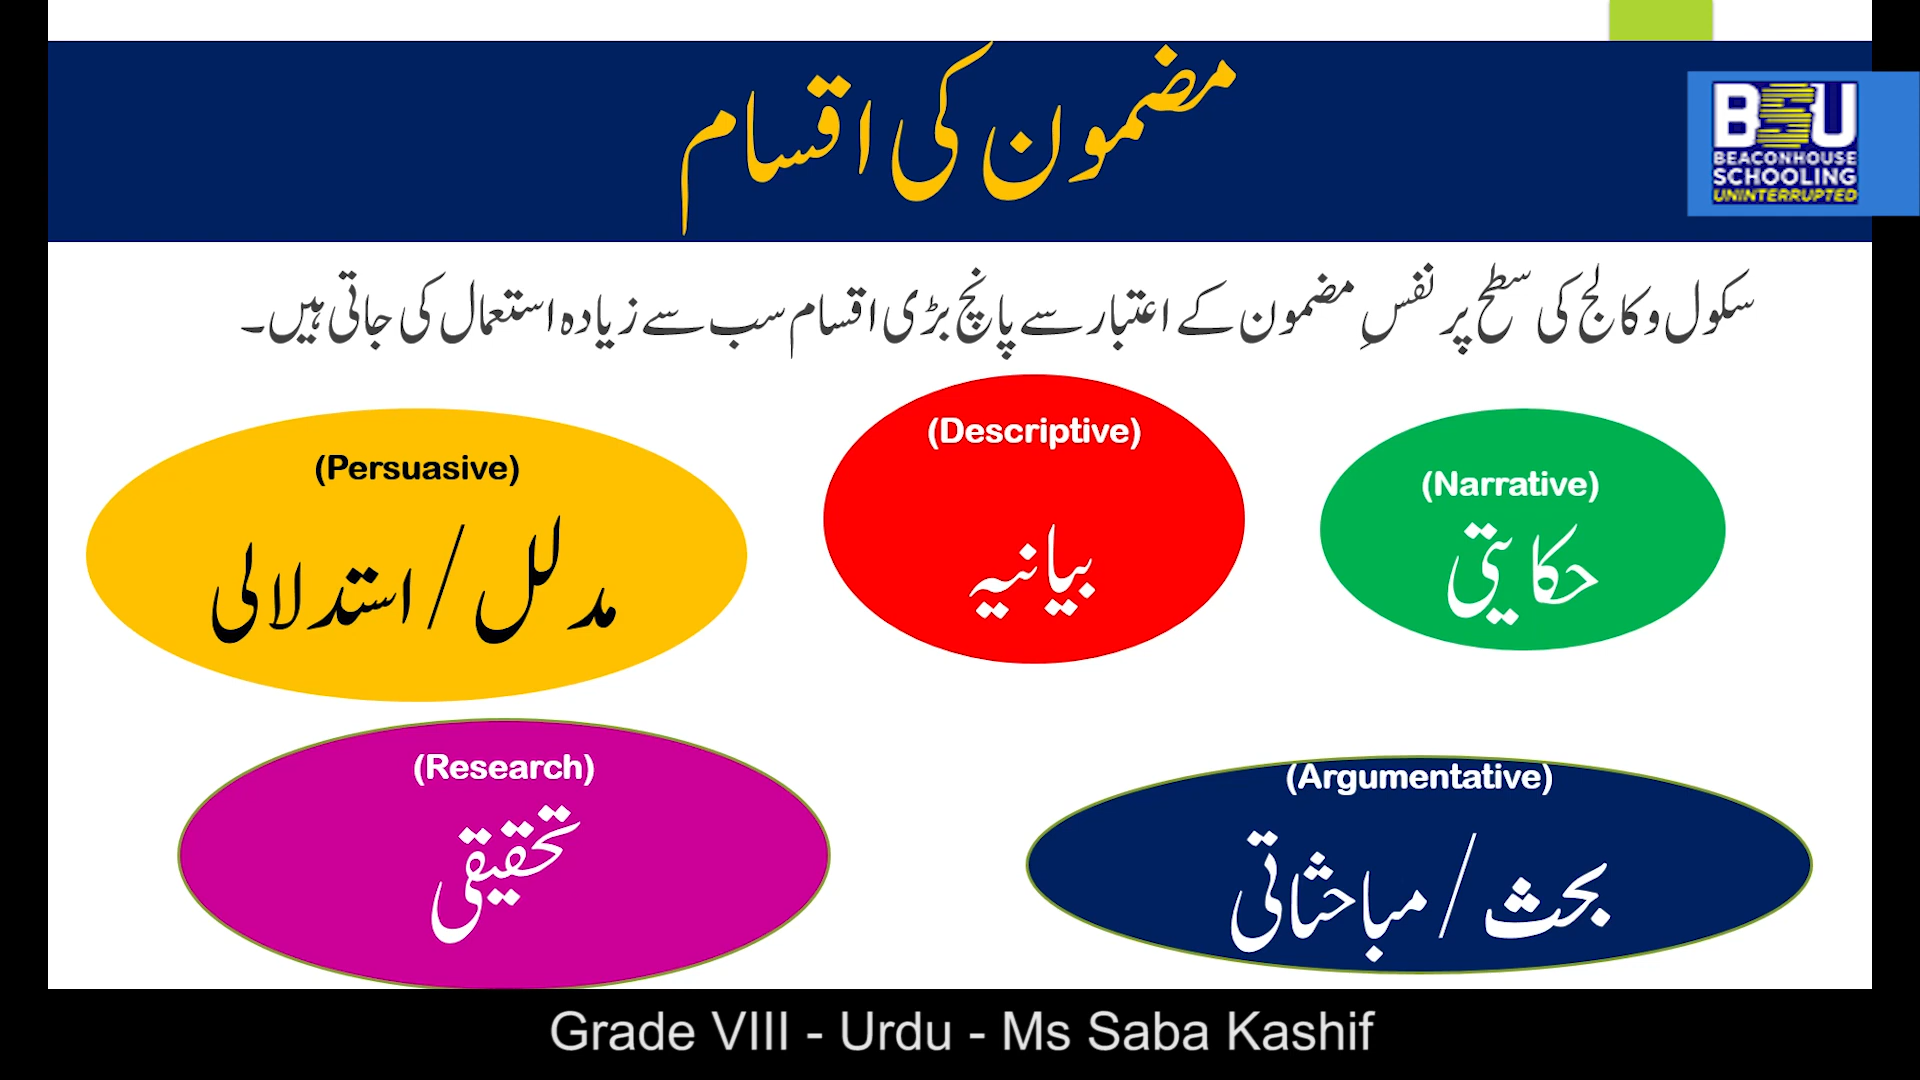 مضمون کی اقسام
BSU
BEACONHOUSE
SCHOOLING
UNINTERRUPTED
سکول و کالج کی سطح پر نفسِ مضمون کے اعتبار سے پانچ بڑی اقسام سب سے زیادہ استعمال کی جاتی ہیں۔
(Narrative)
حکایتی
(Descriptive)
بیانیہ
(Persuasive)
مدلل / استدلالی
(Argumentative)
بحث / مباحثاتی
(Research)
تحقیقی
Grade VIII - Urdu - Ms Saba Kashif